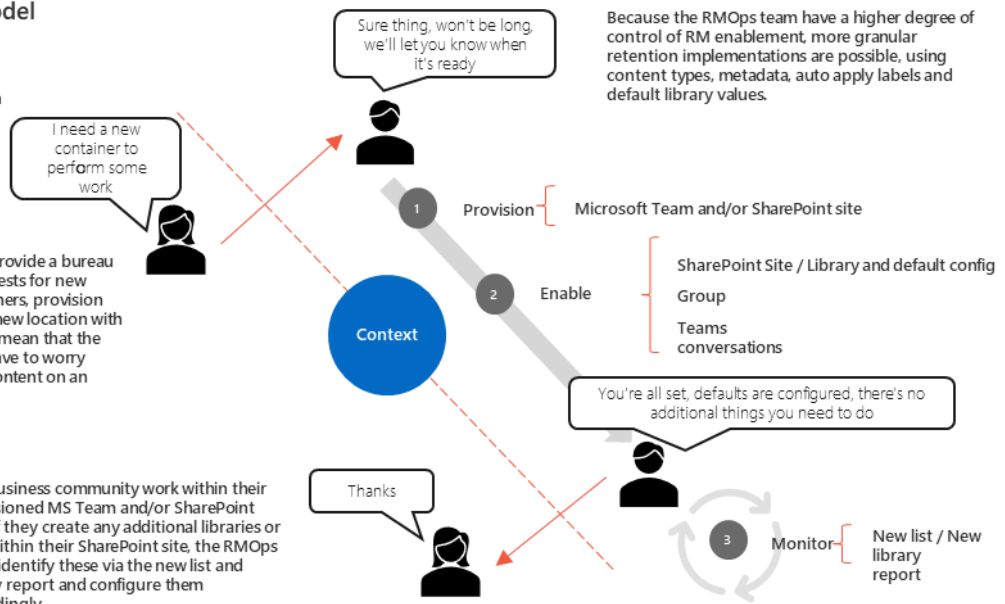 odel
Sure thing, won't be long,
we'll let you know when
it's ready
Because the RMOps team have a higher degree of
control of RM enablement, more granular
retention implementations are possible, using
content types, metadata, auto apply labels and
default library values.
I need a new
container to
perform some
work
1
Provision
Microsoft Team and/or SharePoint site
rovide a bureau
ests for new
ners, provision
new location with
mean that the
ave to worry
ontent on an
2
Enable
SharePoint Site / Library and default config
Group
Teams
conversations
Context
You're all set, defaults are configured, there's no
additional things you need to do
usiness community work within their
sioned MS Team and/or SharePoint
f they create any additional libraries or
ithin their SharePoint site, the RMOps
identify these via the new list and
y report and configure them
dingly
Thanks
3
Monitor
New list / New
library
report